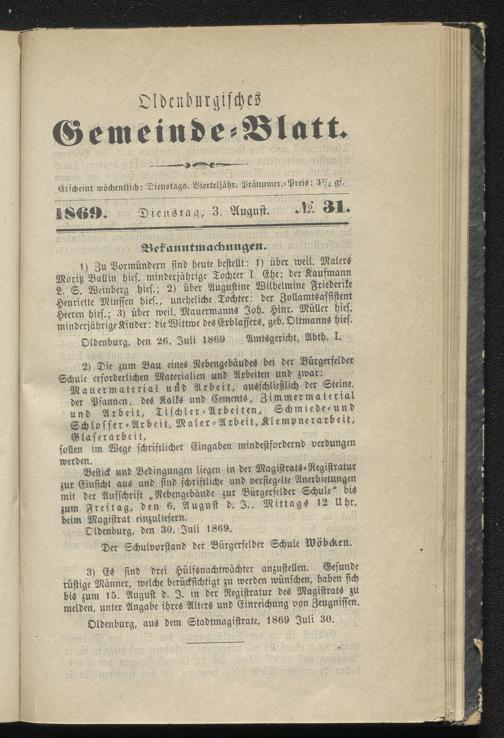 Oldenburgisches
Gemeinde-Blatt.
Erscheint wöchentlich: Dienstags. Vierteljähr. Pränumer.-Preis: 3¾ gs.
1869. Dienstag, 3. August. № 31.
Bekanntmachungen.
1) Zu Vormündern sind heute bestellt: 1) über weil. Malers
Moritz Ballin hies. minderjährige Tochter I. Ehe: der Kaufmann
L. S. Weinberg hies.; 2) über Augustine Wilhelmine Friederike
Henriette Minssen hies., uneheliche Tochter: der Zollamtsassistent
Heeren hies.; 3) über weil. Mauermanns Joh. Hinr. Müller hies.
minderjährige Kinder: die Wittwe des Erblassers, geb. Oltmanns hies.
Oldenburg, den 26. Juli 1869 Amtsgericht, Abth. I.
2) Die zum Bau eines Nebengebäudes bei der Bürgerfelder
Schule erforderlichen Materialien und Arbeiten und zwar:
Mauermaterial und Arbeit, ausschließlich der Steine,
der Pfannen, des Kalks und Cements, Zimmermaterial
und Arbeit, Tischler-Arbeiten, Schmiede- und
Schlosser-Arbeit, Maler-Arbeit, Klempnerarbeit,
Glaserarbeit,
sollen im Wege schriftlicher Eingaben mindestfordernd verdungen
werden.
Bestick und Bedingungen liegen in der Magistrats-Registratur
zur Einsicht aus und sind schriftliche und versiegelte Anerbietungen
mit der Aufschrift „Nebengebäude zur Bürgerfelder Schule" bis
zum Freitag, den 6. August d. J., Mittags 12 Uhr,
beim Magistrat einzuliefern.
Oldenburg, den 30. Juli 1869.
Der Schulvorstand der Bürgerfelder Schule Wöbcken.
3) Es sind drei Hülfsnachtwächter anzustellen. Gesunde
rüstige Männer, welche berücksichtigt zu werden wünschen, haben sich
bis zum 15. August d. J. in der Registratur des Magistrats zu
melden, unter Angabe ihres Alters und Einreichung von Zeugnissen.
Oldenburg, aus dem Stadtmagistrate, 1869 Juli 30.